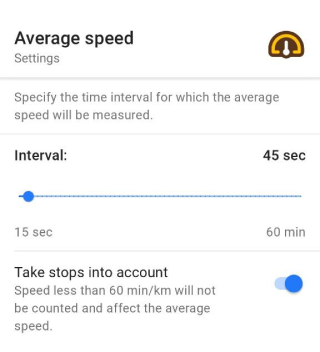 Average speed
Settings
Specify the time interval for which the average
speed will be measured.
Interval: 45 sec
15 sec 60 min
Take stops into account
Speed less than 60 min/km will not
be counted and affect the average
speed.